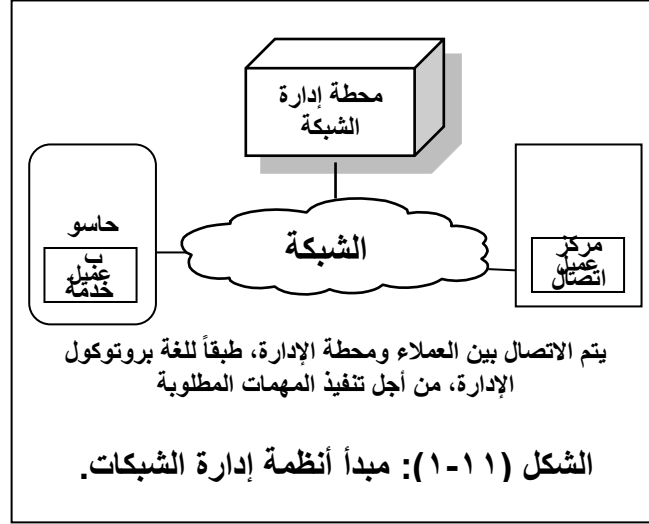 محطة إدارة
الشبكة
الشبكة
حاسو
ب
خدمة
عميل
مركز
اتصال
عميل
يتم الاتصال بين العملاء ومحطة الإدارة، طبقاً للغة بروتوكول
الإدارة، من أجل تنفيذ المهمات المطلوبة
الشكل (١١-١): مبدأ أنظمة إدارة الشبكات.